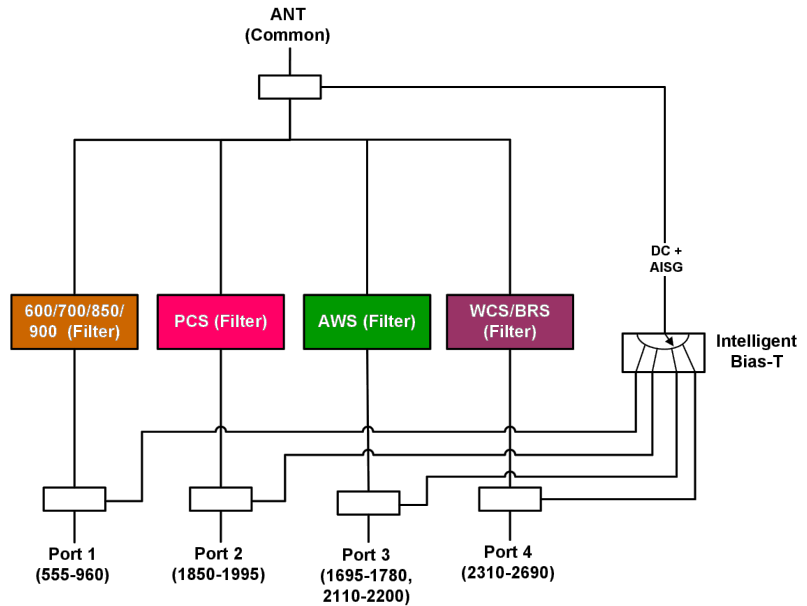 ANT
(Common)
DC +
AISG
600/700/850/
900 (Filter)
PCS (Filter)
AWS (Filter)
WCS/BRS
(Filter)
Intelligent
Bias-T
Port 1
(555-960)
Port 2
(1850-1995)
Port 3
(1695-1780,
2110-2200)
Port 4
(2310-2690)